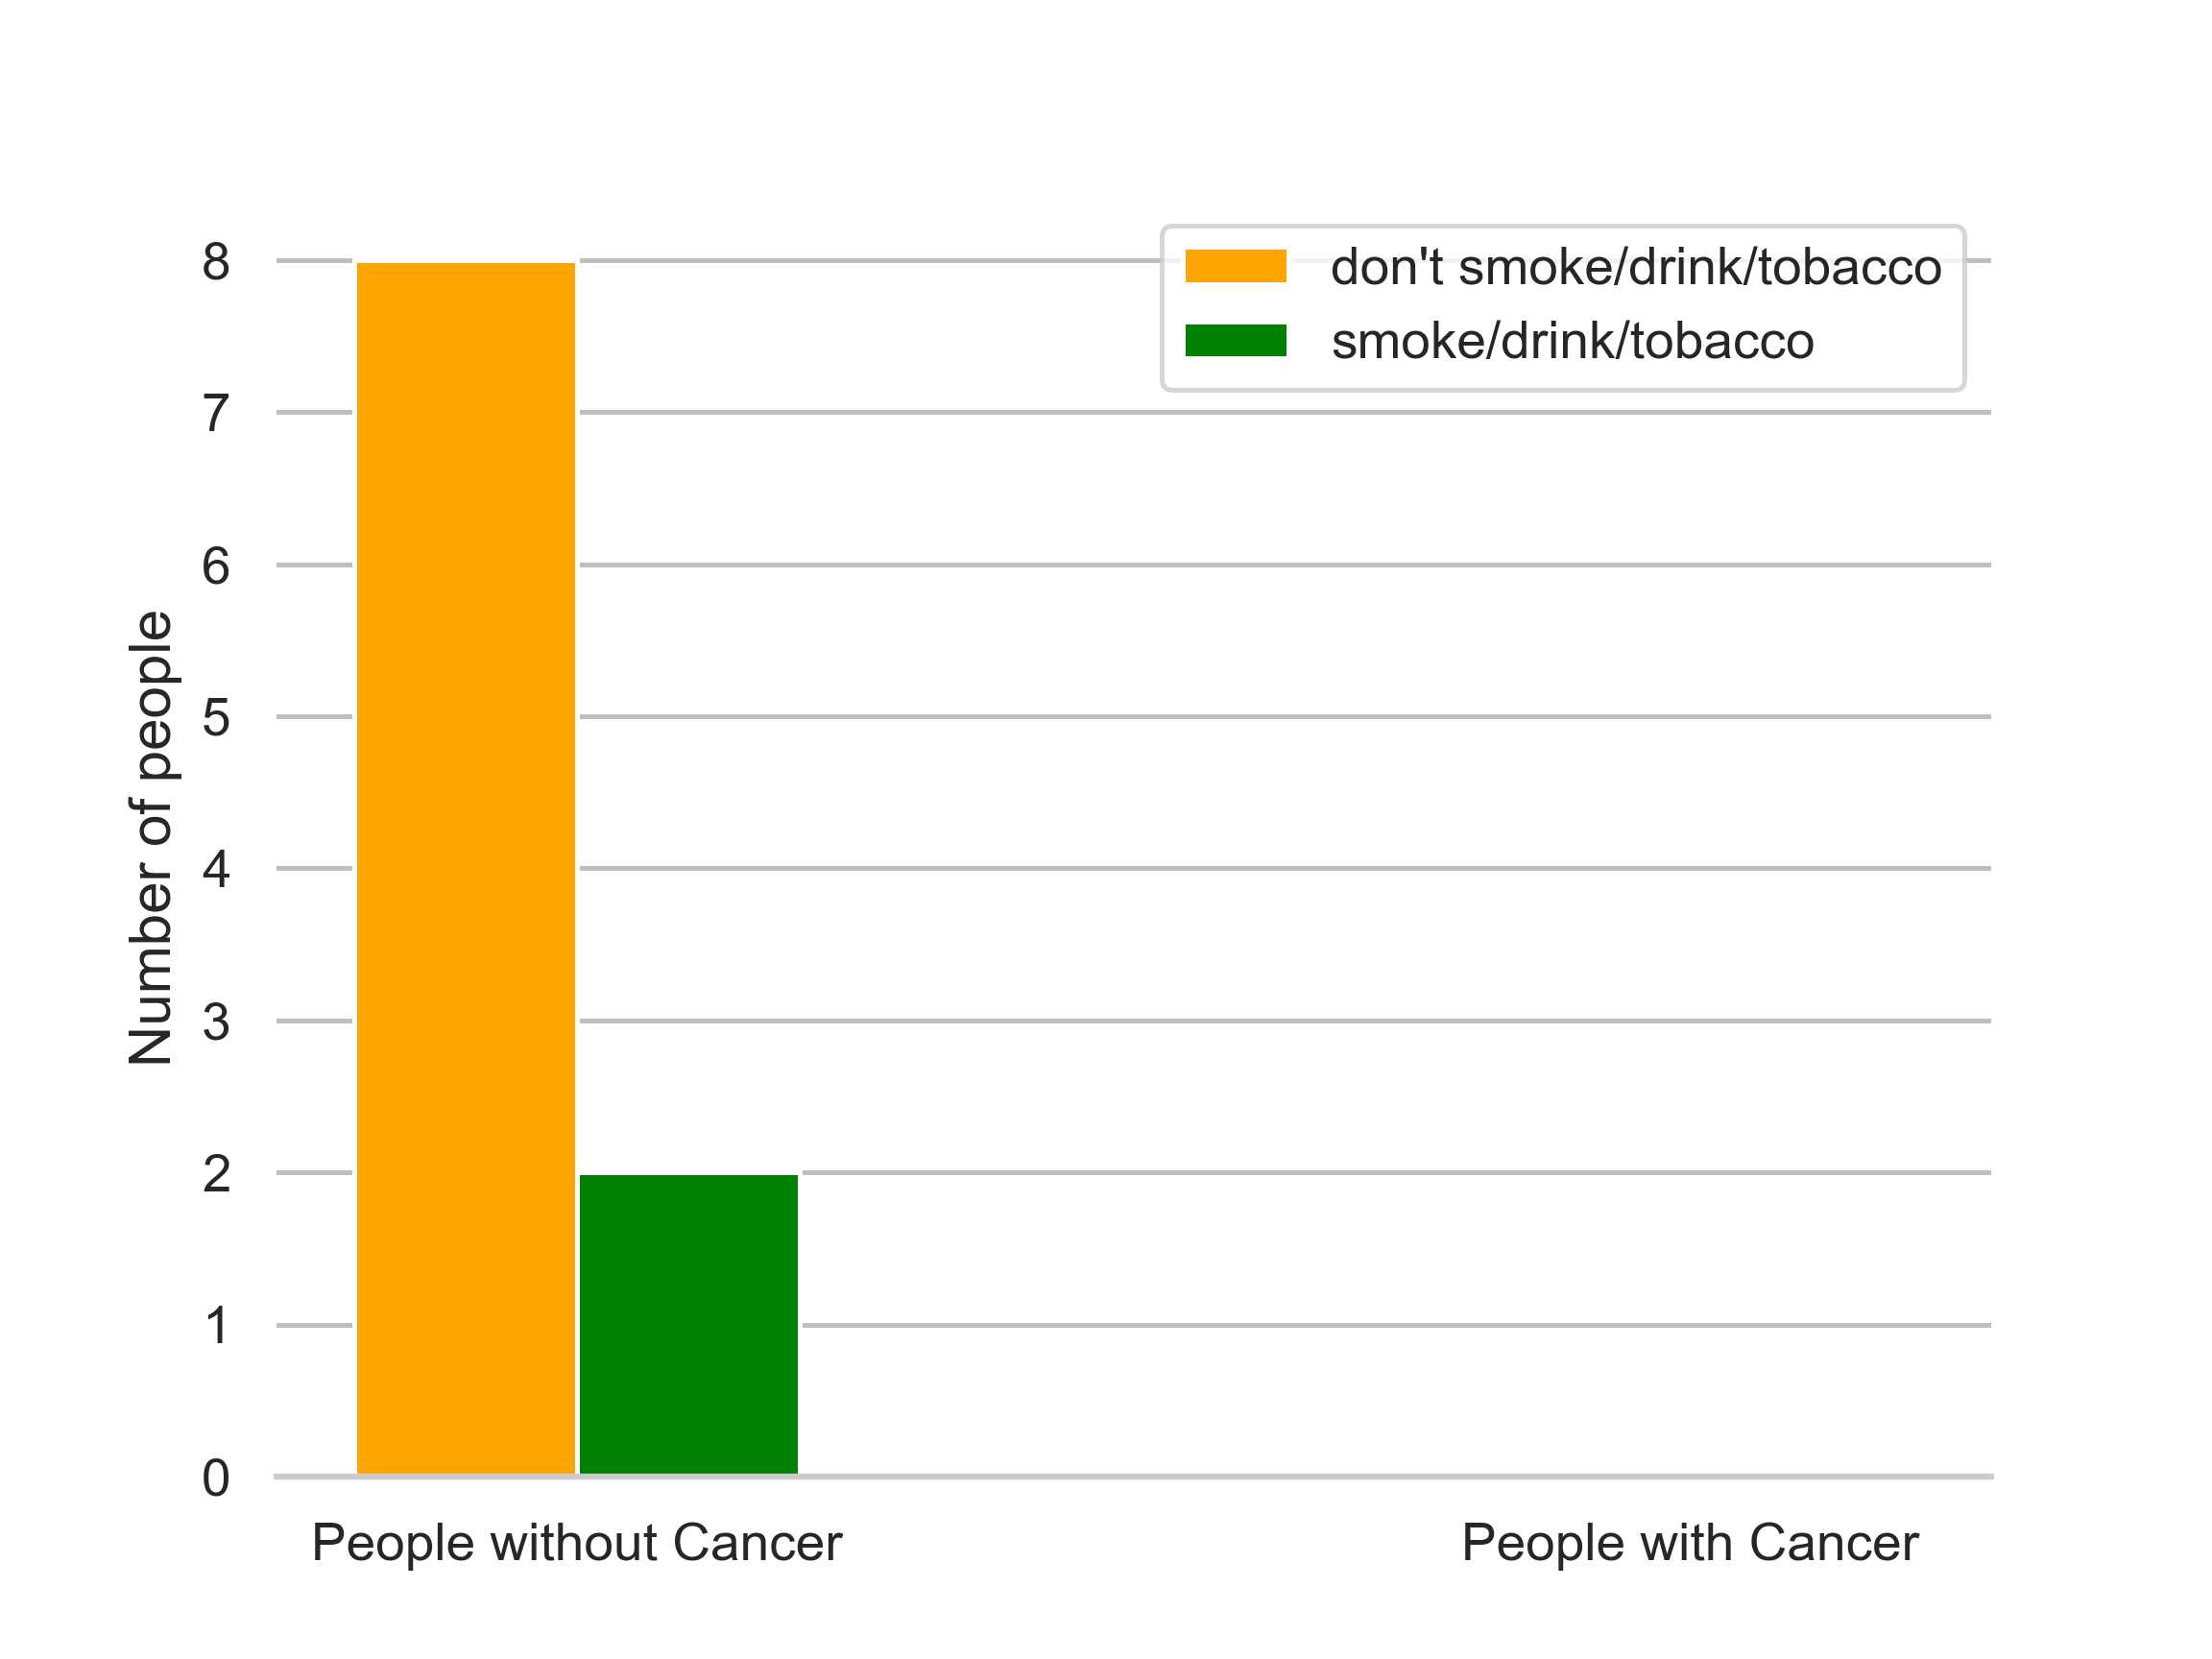 don't smoke/drink/tobacco
smoke/drink/tobacco
8
7
6
5
4
3
2
1
0
Number of people
People without Cancer
People with Cancer